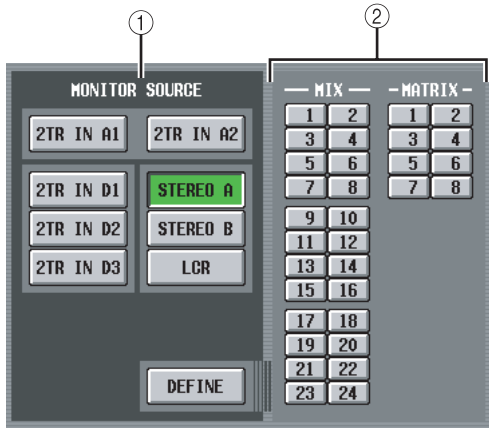 ① ②
MONITOR SOURCE
2TR IN A1 2TR IN A2
2TR IN D1 STEREO A
2TR IN D2 STEREO B
2TR IN D3 LCR
DEFINE
MIX
1 2
3 4
5 6
7 8
9 10
11 12
13 14
15 16
17 18
19 20
21 22
23 24
MATRIX
1 2
3 4
5 6
7 8